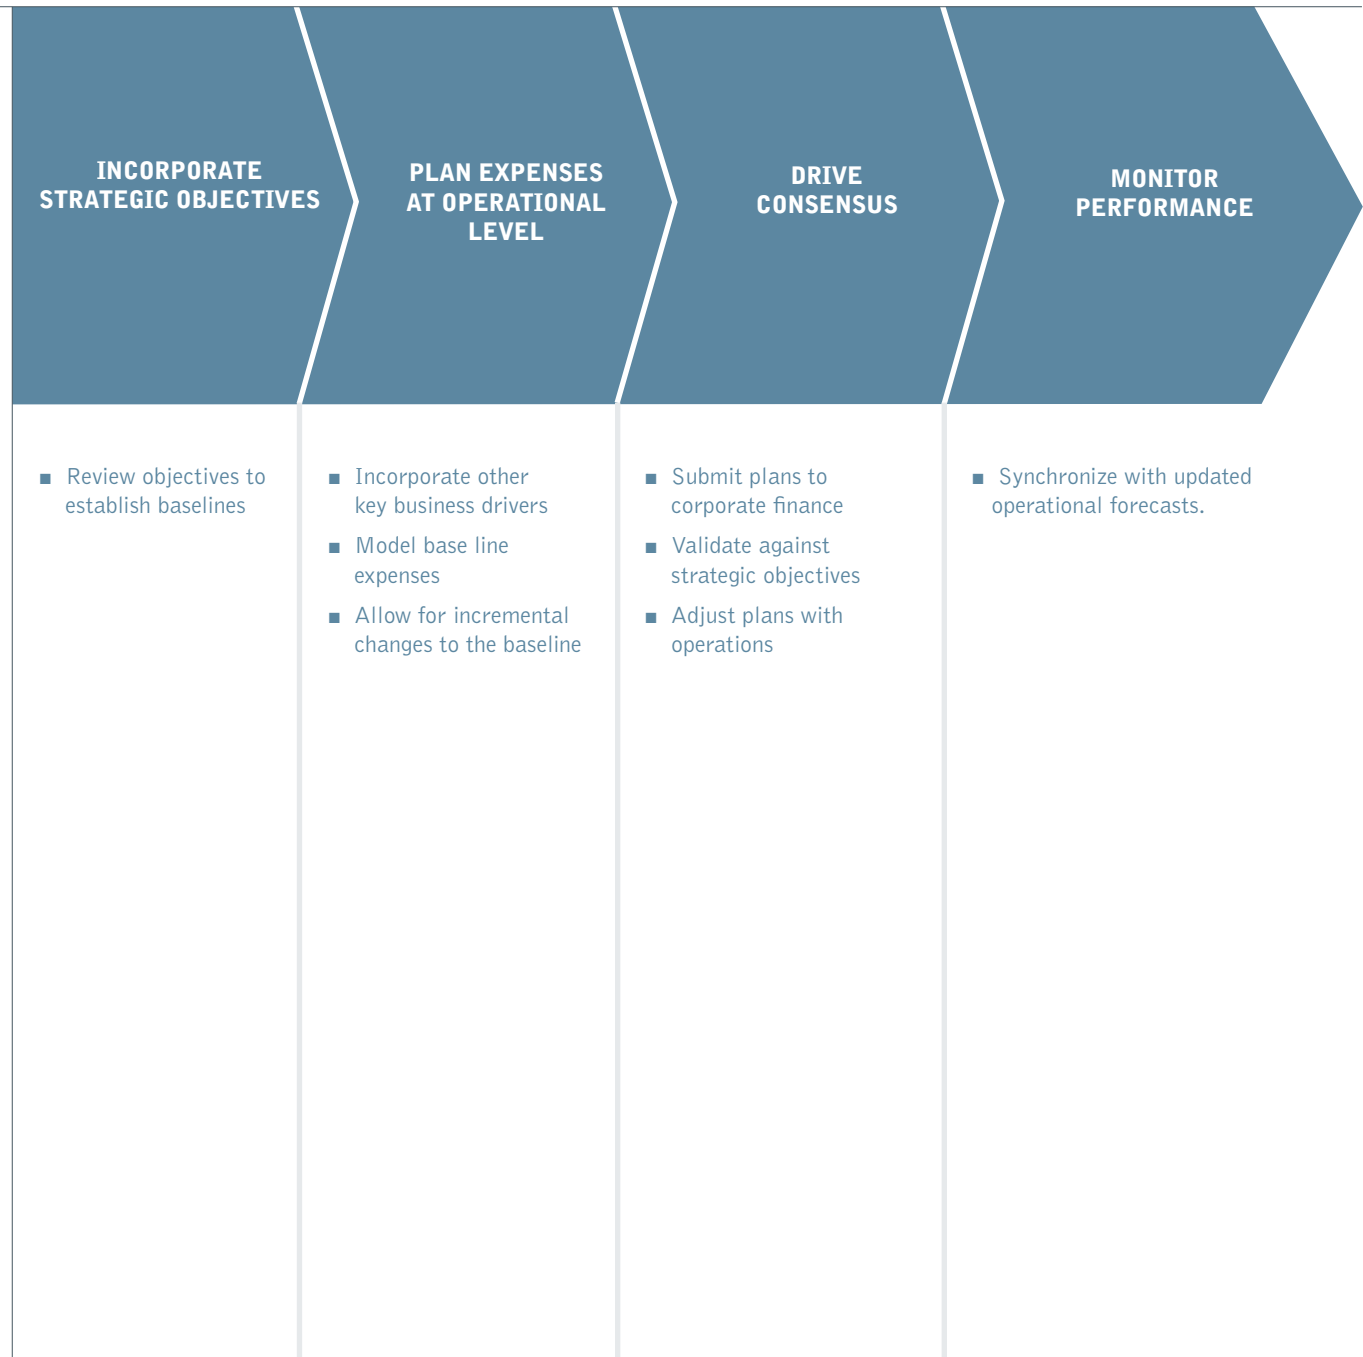 INCORPORATE
STRATEGIC OBJECTIVES
PLAN EXPENSES
AT OPERATIONAL
LEVEL
DRIVE
CONSENSUS
MONITOR
PERFORMANCE
■ Review objectives to
establish baselines
■ Incorporate other
key business drivers
■ Model base line
expenses
■ Allow for incremental
changes to the baseline
■ Submit plans to
corporate finance
■ Validate against
strategic objectives
■ Adjust plans with
operations
■ Synchronize with updated
operational forecasts.